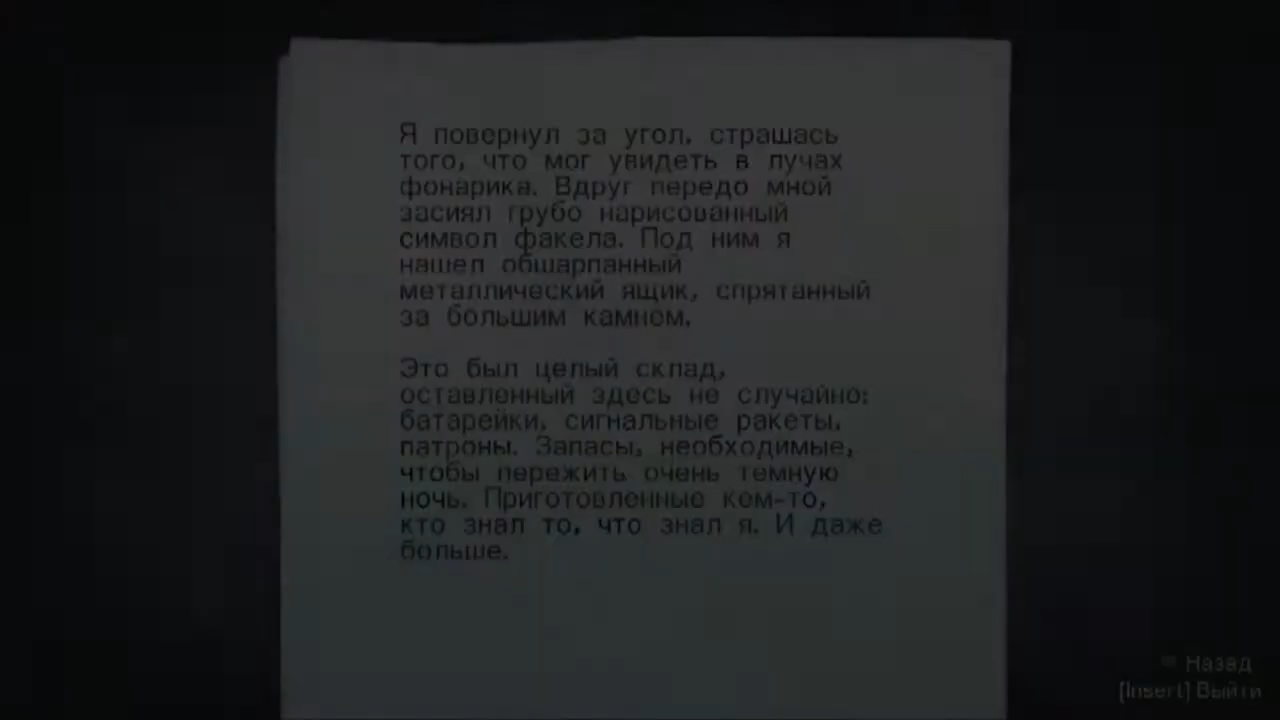 Я повернул за угол, страшась
того, что мог увидеть в лучах
фонарика. Вдруг передо мной
засиял грубо нарисованный
символ факела. Под ним я
нашел обшарпанный
металлический ящик, спрятанный
за большим камнем.
Это был целый склад,
оставленный здесь не случайно:
батарейки, сигнальные ракеты,
патроны. Запасы, необходимые,
чтобы пережить очень темную
ночь. Приготовленные кем-то,
кто знал то, что знал я. И даже
больше.
Назад
[Insert] Выйти